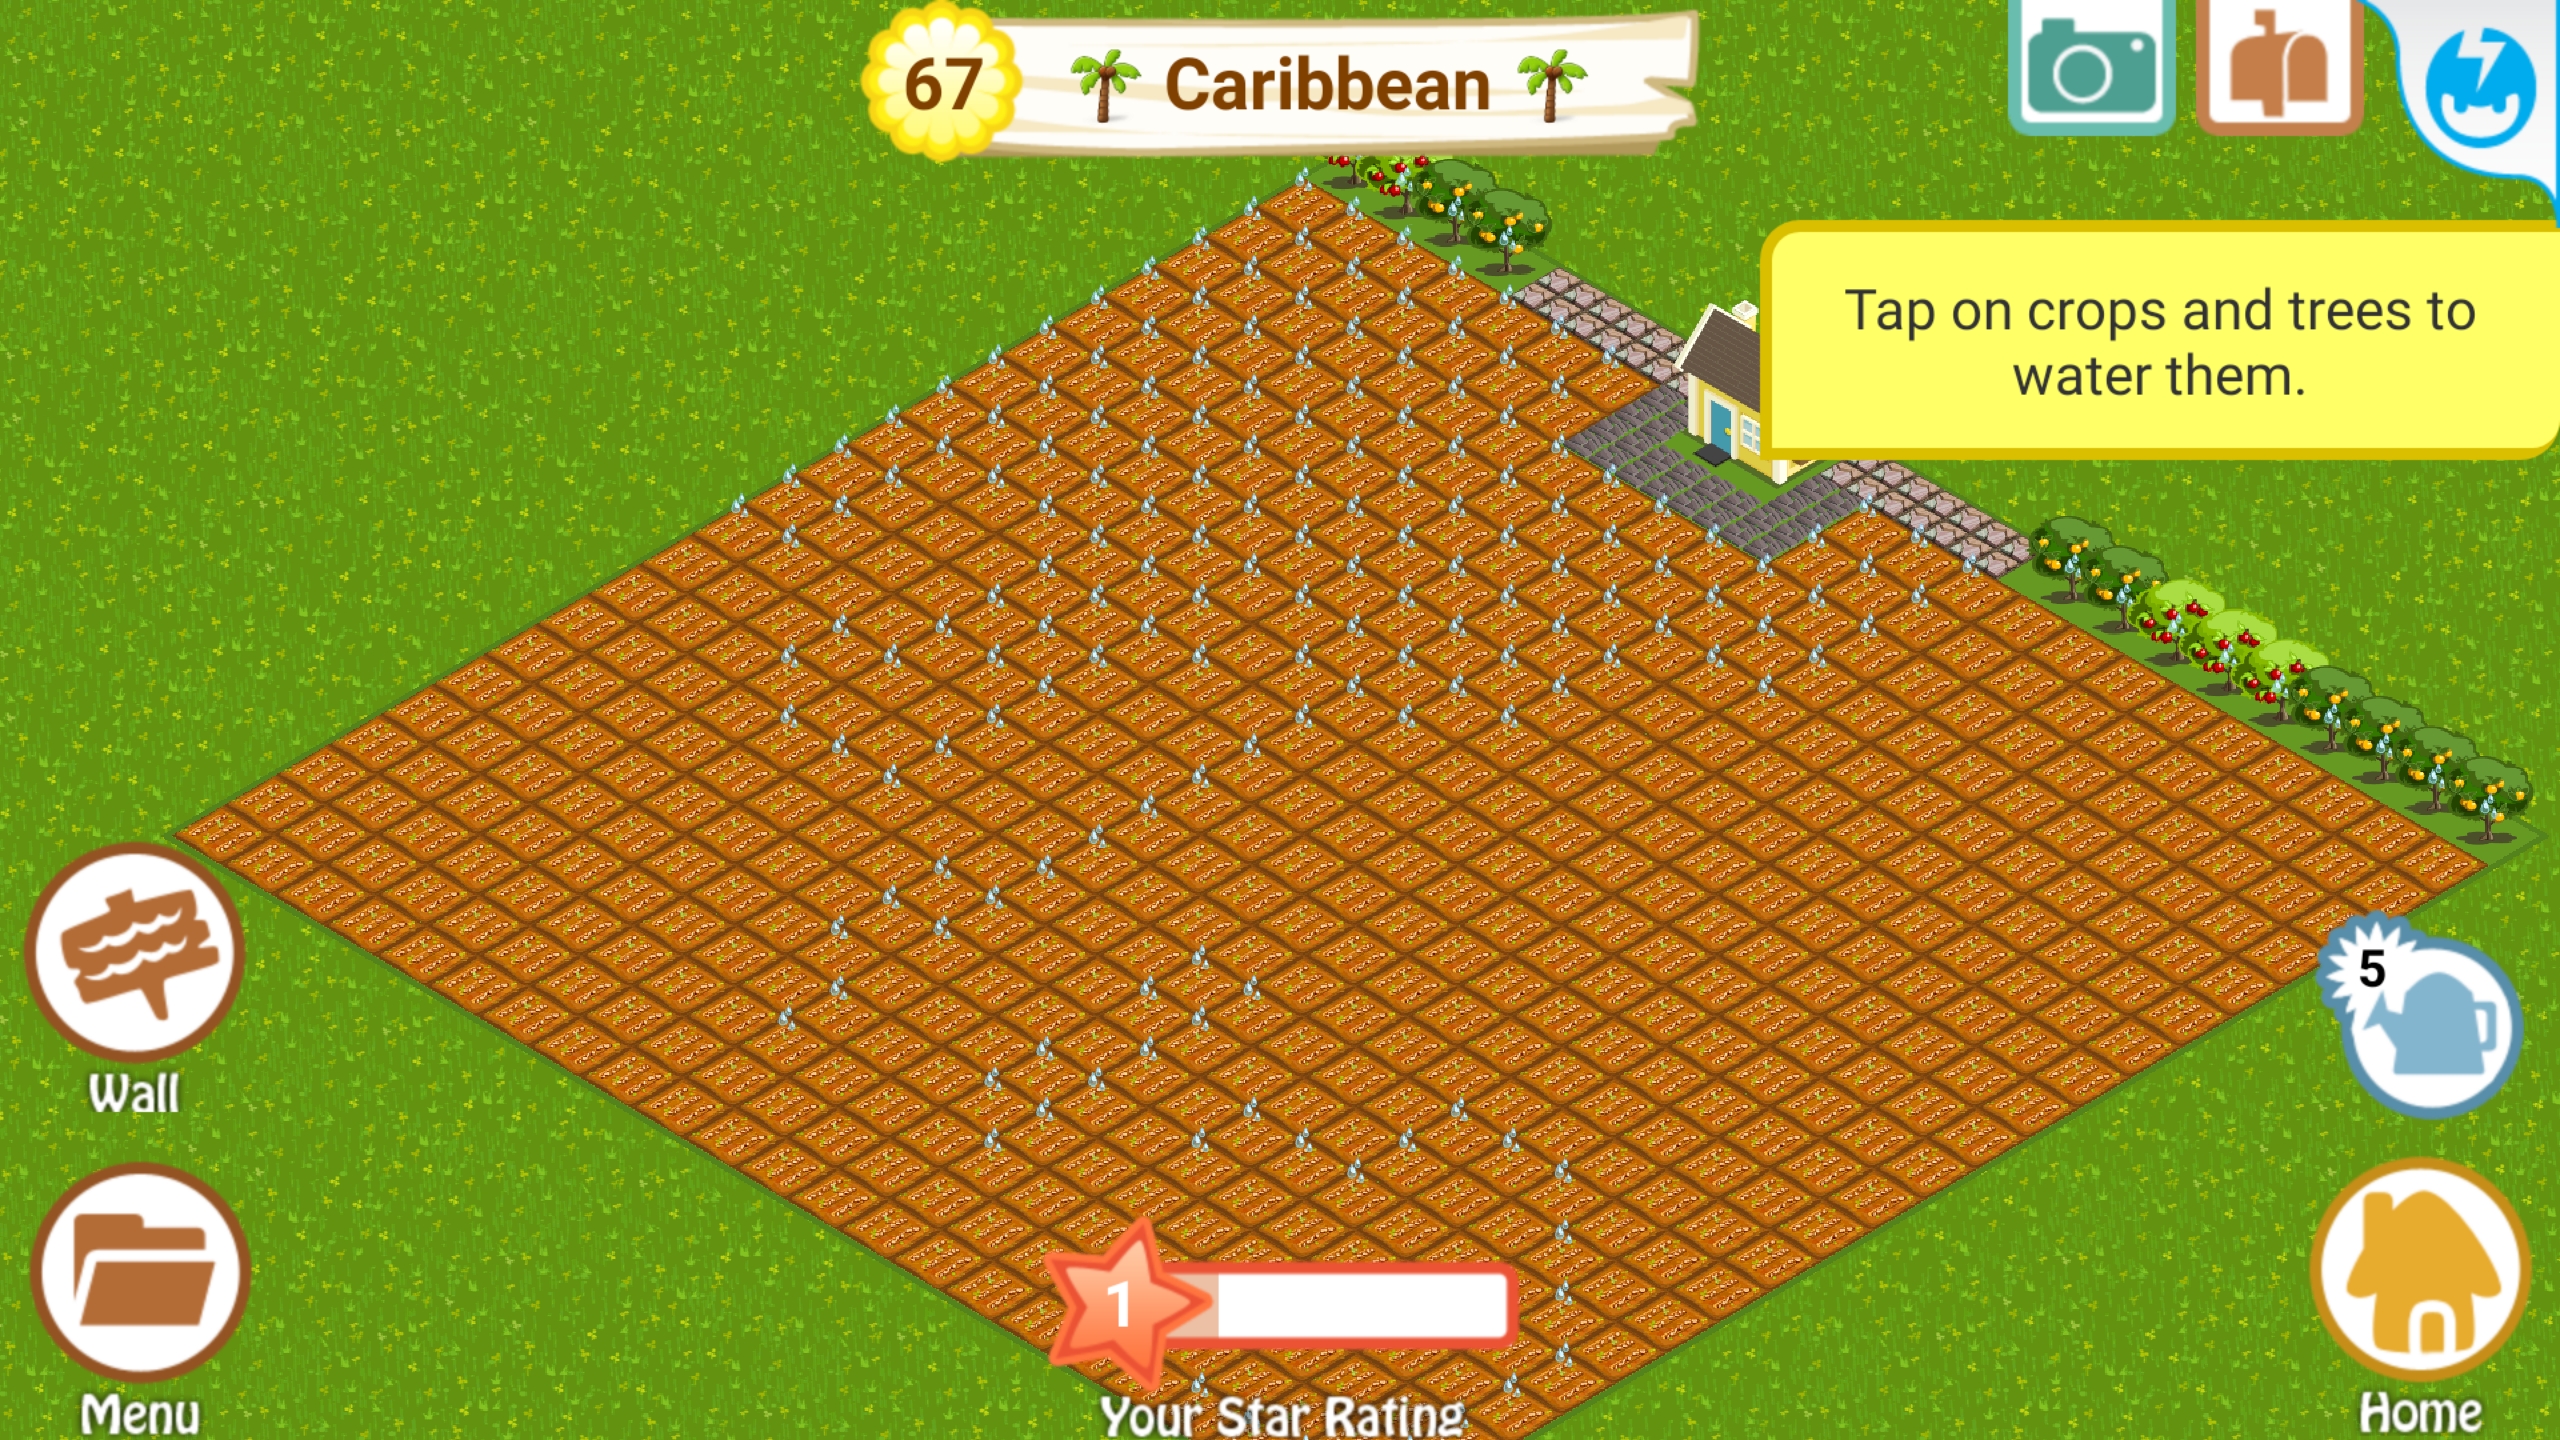 67
🌴 Caribbean 🌴
Tap on crops and trees to
water them.
Wall
5
1
Menu
Your Star Rating
Home